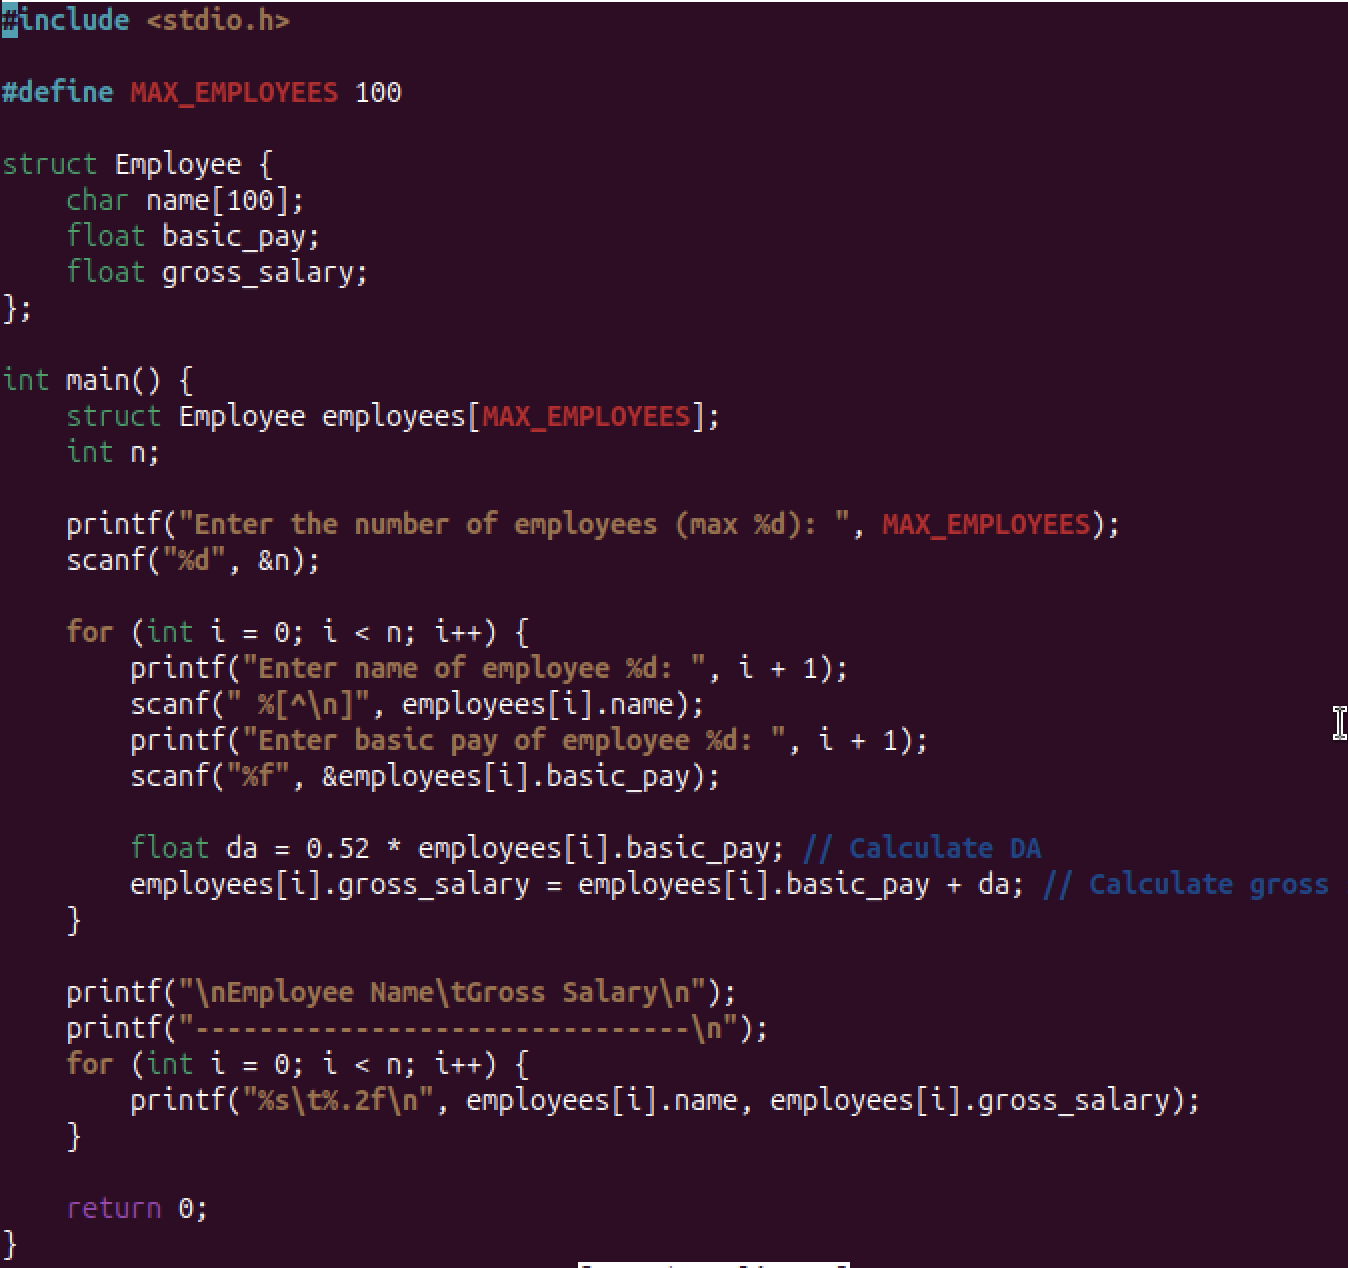 #include <stdio.h>
#define MAX_EMPLOYEES 100
struct Employee {
    char name[100];
    float basic_pay;
    float gross_salary;
};
int main() {
    struct Employee employees[MAX_EMPLOYEES];
    int n;
    printf("Enter the number of employees (max %d): ", MAX_EMPLOYEES);
    scanf("%d", &n);
    for (int i = 0; i < n; i++) {
        printf("Enter name of employee %d: ", i + 1);
        scanf(" %[^\n]", employees[i].name);
        printf("Enter basic pay of employee %d: ", i + 1);
        scanf("%f", &employees[i].basic_pay);
        float da = 0.52 * employees[i].basic_pay; // Calculate DA
        employees[i].gross_salary = employees[i].basic_pay + da; // Calculate gross
    }
    printf("\nEmployee Name\tGross Salary\n");
    printf("-------------------------------\n");
    for (int i = 0; i < n; i++) {
        printf("%s\t%.2f\n", employees[i].name, employees[i].gross_salary);
    }
    return 0;
}